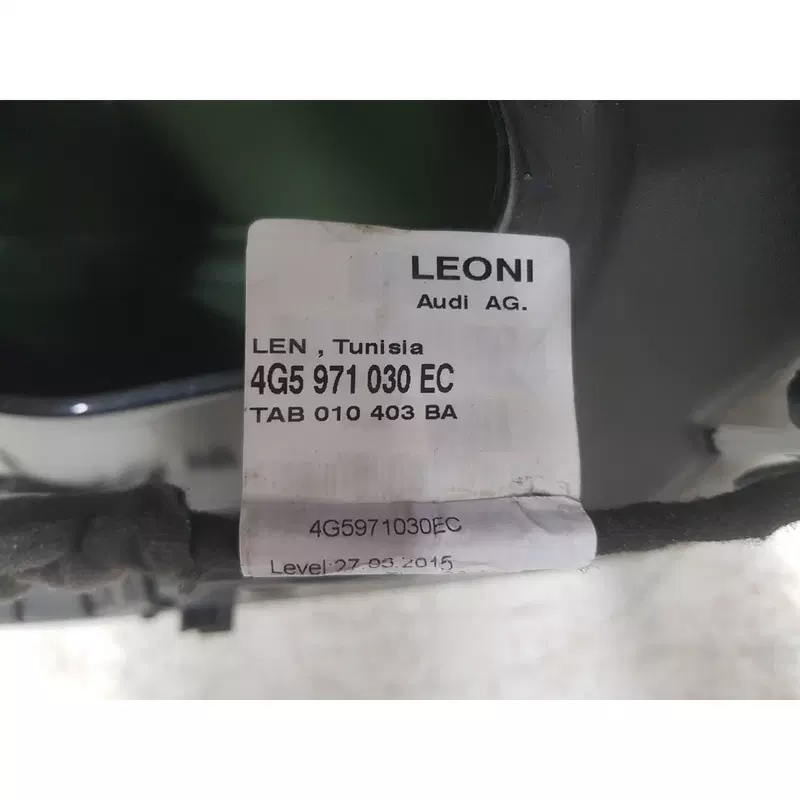 LEONI
Audi AG.
LEN , Tunisia
4G5 971 030 EC
TAB 010 403 BA
4G5971030EC
Level:27.03.2015